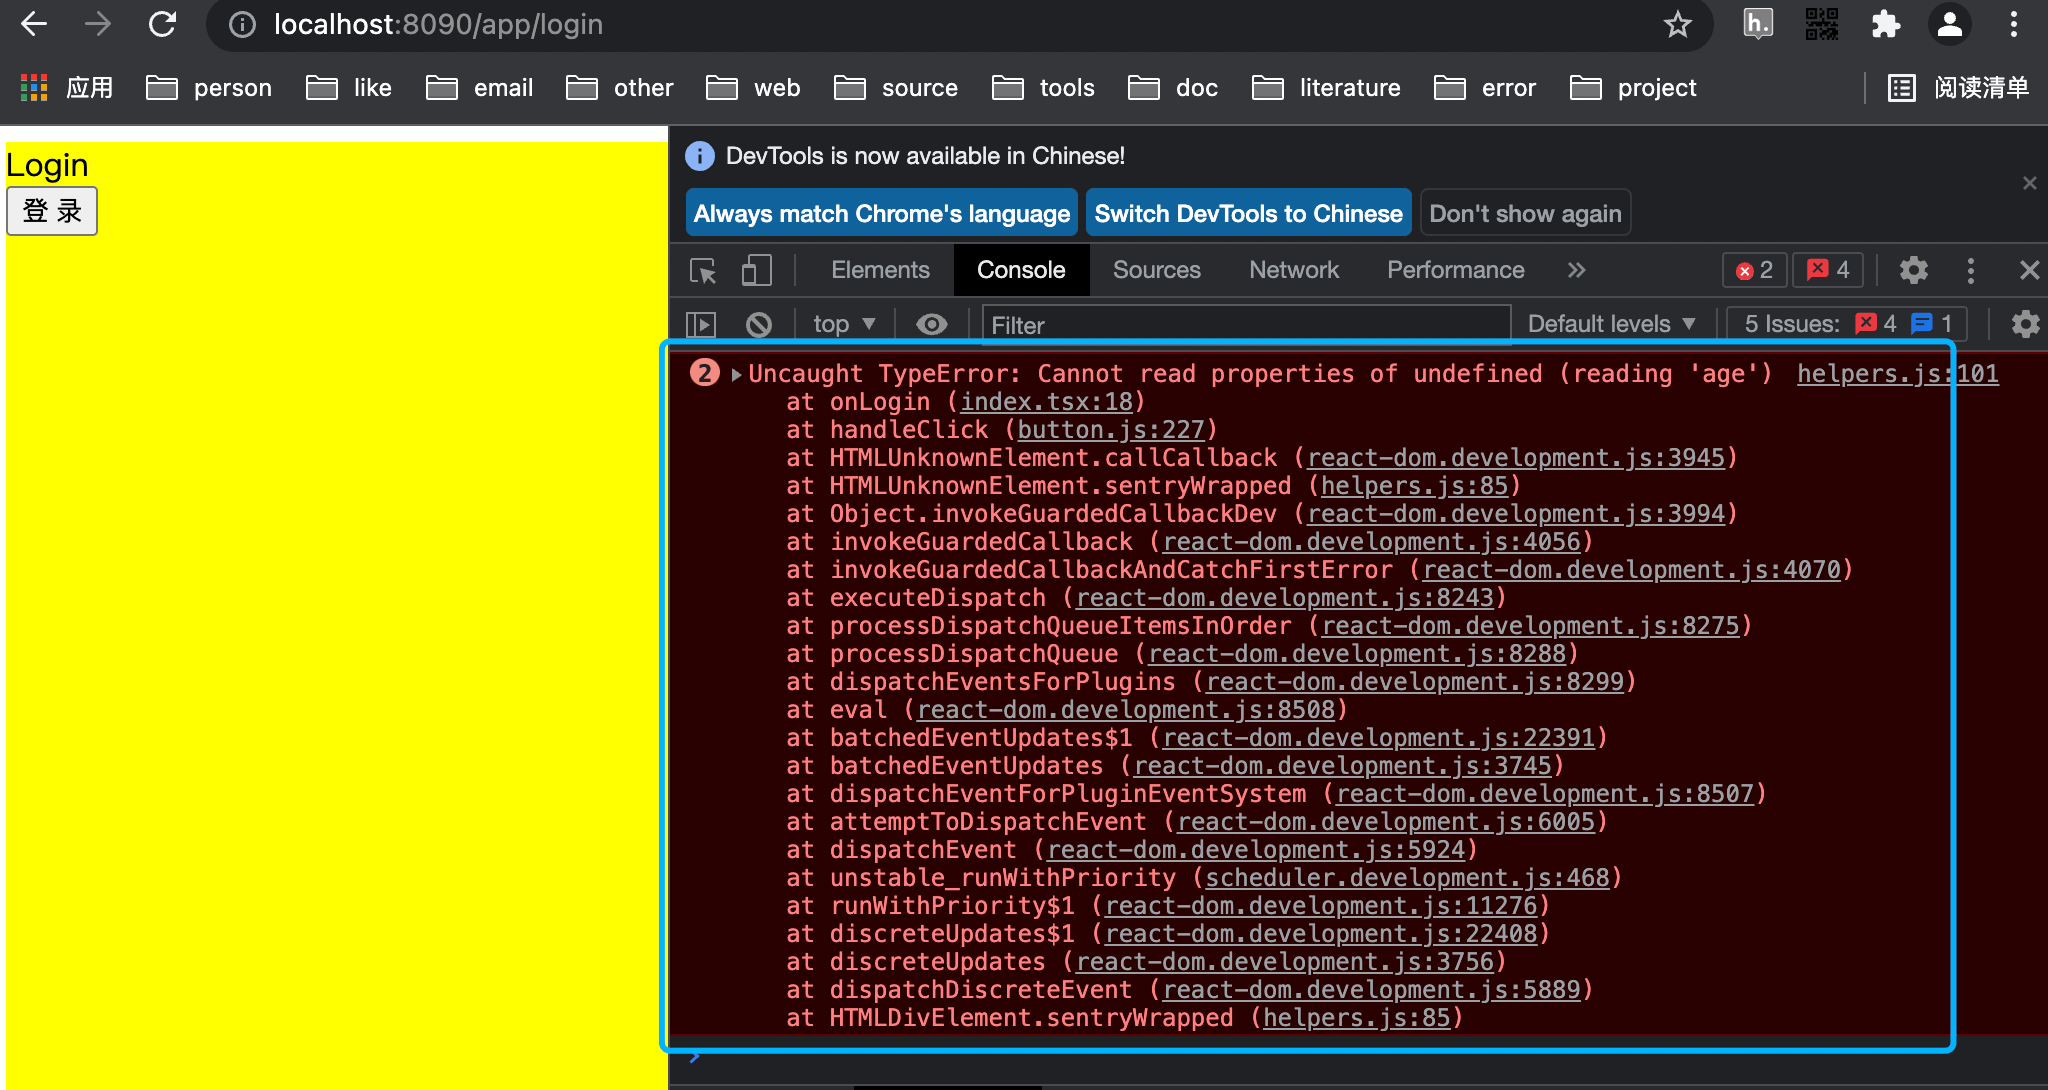 localhost:8090/app/login
h.
应用 person like email other web source tools doc literature error project 阅读清单
Login
登 录
DevTools is now available in Chinese!
Always match Chrome's language Switch DevTools to Chinese Don't show again
Elements Console Sources Network Performance 2 4
top Filter Default levels 5 Issues: 4 1
2 Uncaught TypeError: Cannot read properties of undefined (reading 'age') helpers.js:101
at onLogin (index.tsx:18)
at handleClick (button.js:227)
at HTMLUnknownElement.callCallback (react-dom.development.js:3945)
at HTMLUnknownElement.sentryWrapped (helpers.js:85)
at Object.invokeGuardedCallbackDev (react-dom.development.js:3994)
at invokeGuardedCallback (react-dom.development.js:4056)
at invokeGuardedCallbackAndCatchFirstError (react-dom.development.js:4070)
at executeDispatch (react-dom.development.js:8243)
at processDispatchQueueItemsInOrder (react-dom.development.js:8275)
at processDispatchQueue (react-dom.development.js:8288)
at dispatchEventsForPlugins (react-dom.development.js:8299)
at eval (react-dom.development.js:8508)
at batchedEventUpdates$1 (react-dom.development.js:22391)
at batchedEventUpdates (react-dom.development.js:3745)
at dispatchEventForPluginEventSystem (react-dom.development.js:8507)
at attemptToDispatchEvent (react-dom.development.js:6005)
at dispatchEvent (react-dom.development.js:5924)
at unstable_runWithPriority (scheduler.development.js:468)
at runWithPriority$1 (react-dom.development.js:11276)
at discreteUpdates$1 (react-dom.development.js:22408)
at discreteUpdates (react-dom.development.js:3756)
at dispatchDiscreteEvent (react-dom.development.js:5889)
at HTMLDivElement.sentryWrapped (helpers.js:85)